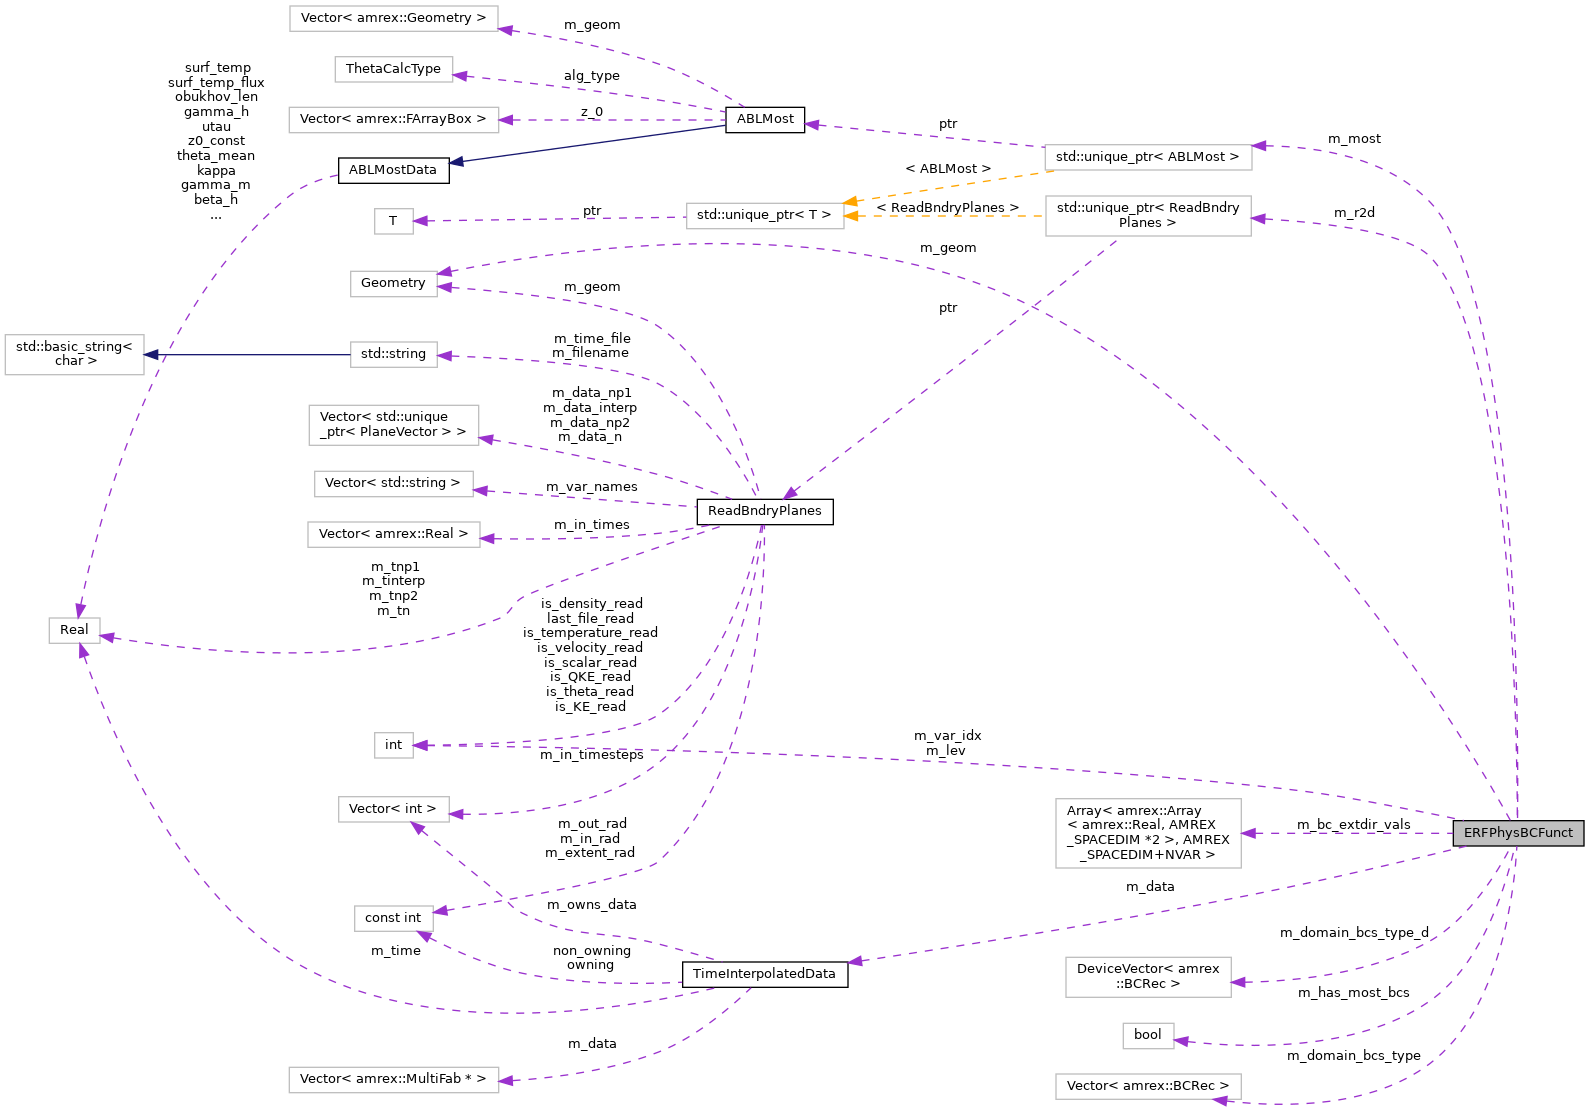 Vector< amrex::Geometry >
m_geom
ThetaCalcType
alg_type
surf_temp
surf_temp_flux
obukhov_len
gamma_h
utau
z0_const
theta_mean
kappa
gamma_m
beta_h
...
Vector< amrex::FArrayBox >
z_0
ABLMost
ptr
m_most
std::unique_ptr< ABLMost >
ABLMostData
< ABLMost >
T
ptr
std::unique_ptr< T >
< ReadBndryPlanes >
std::unique_ptr< ReadBndry
Planes >
m_r2d
m_geom
Geometry
m_geom
ptr
std::basic_string<
char >
std::string
m_time_file
m_filename
Vector< std::unique
_ptr< PlaneVector > >
m_data_np1
m_data_interp
m_data_np2
m_data_n
Vector< std::string >
m_var_names
ReadBndryPlanes
Vector< amrex::Real >
m_in_times
m_tnp1
m_tinterp
m_tnp2
m_tn
Real
is_density_read
last_file_read
is_temperature_read
is_velocity_read
is_scalar_read
is_QKE_read
is_theta_read
is_KE_read
int
m_var_idx
m_lev
m_in_timesteps
Vector< int >
m_out_rad
m_in_rad
m_extent_rad
Array< amrex::Array
< amrex::Real, AMREX
_SPACEDIM *2 >, AMREX
_SPACEDIM+NVAR >
m_bc_extdir_vals
ERFPhysBCFunct
m_data
const int
m_owns_data
m_time
non_owning
owning
TimeInterpolatedData
m_domain_bcs_type_d
DeviceVector< amrex
::BCRec >
m_has_most_bcs
bool
m_data
Vector< amrex::MultiFab * >
m_domain_bcs_type
Vector< amrex::BCRec >